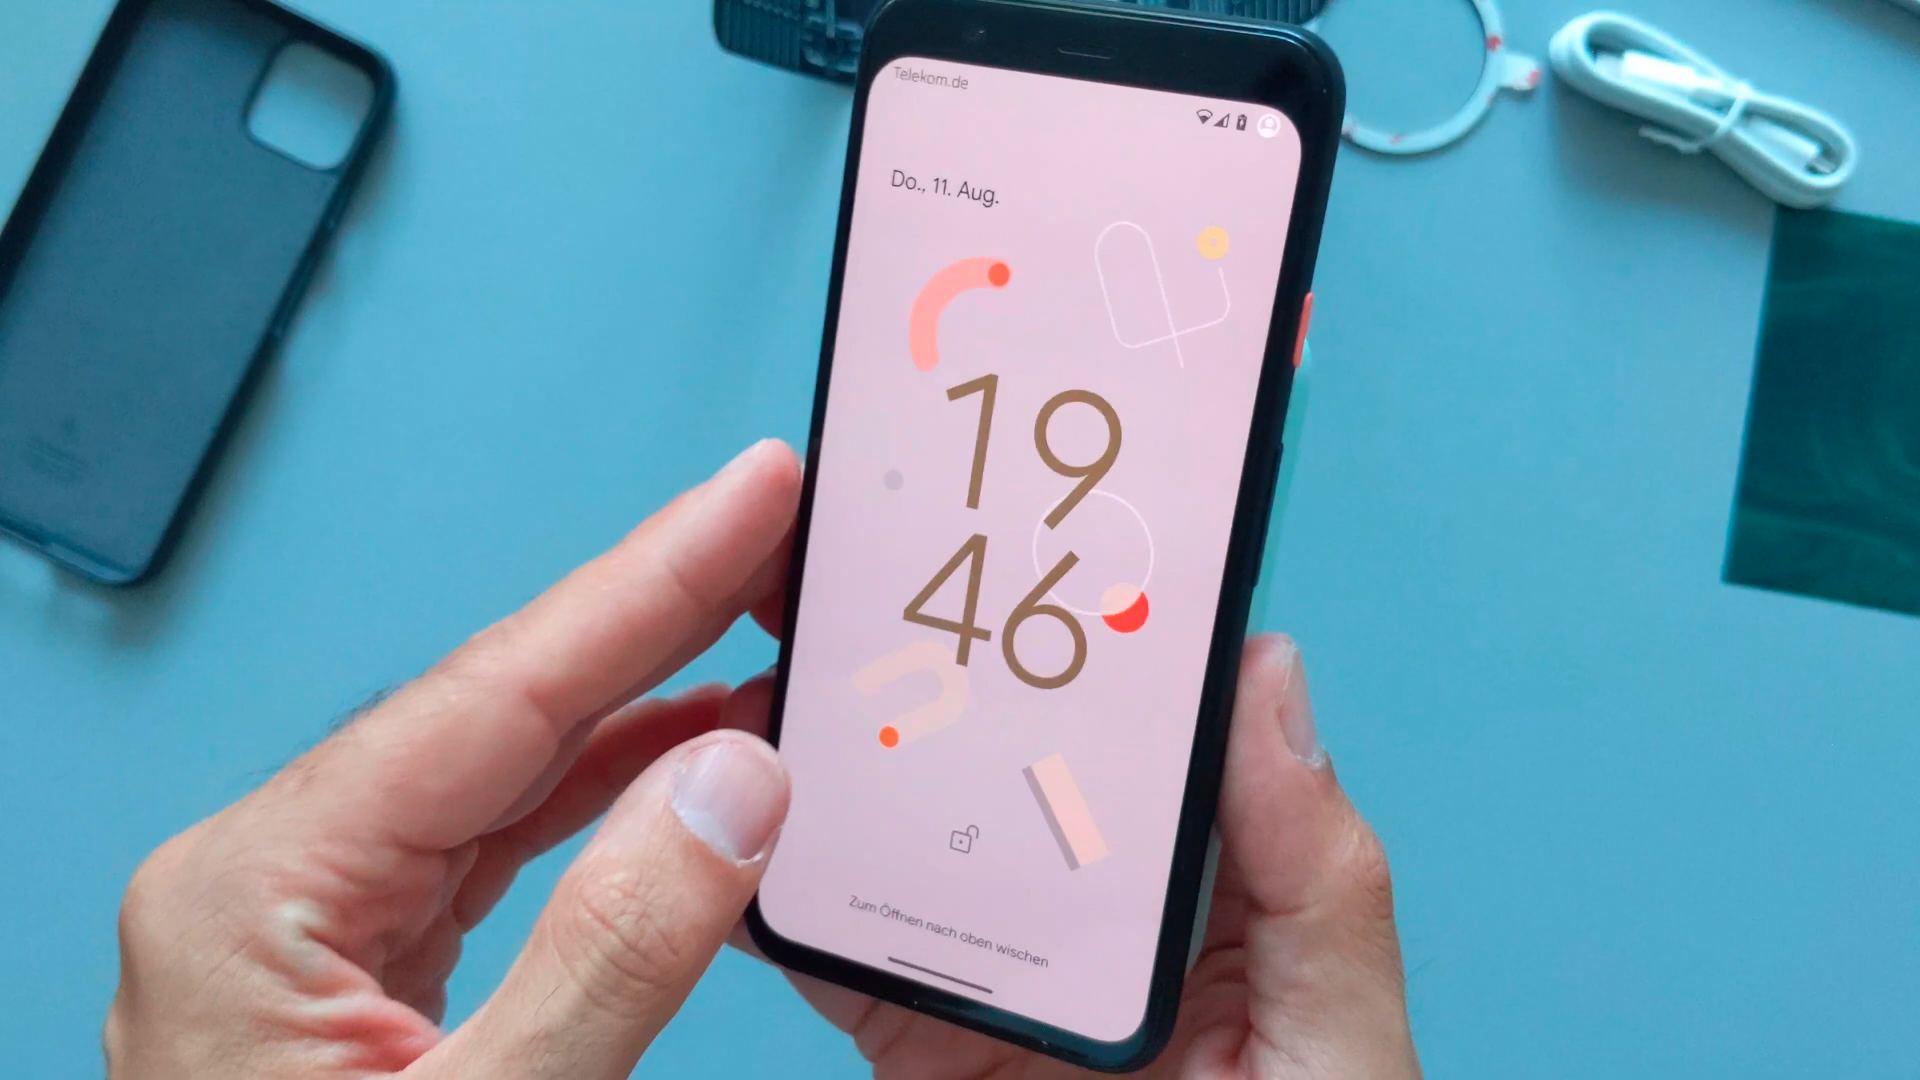 Telekom.de
Do., 11. Aug.
19
46
Zum Öffnen nach oben wischen